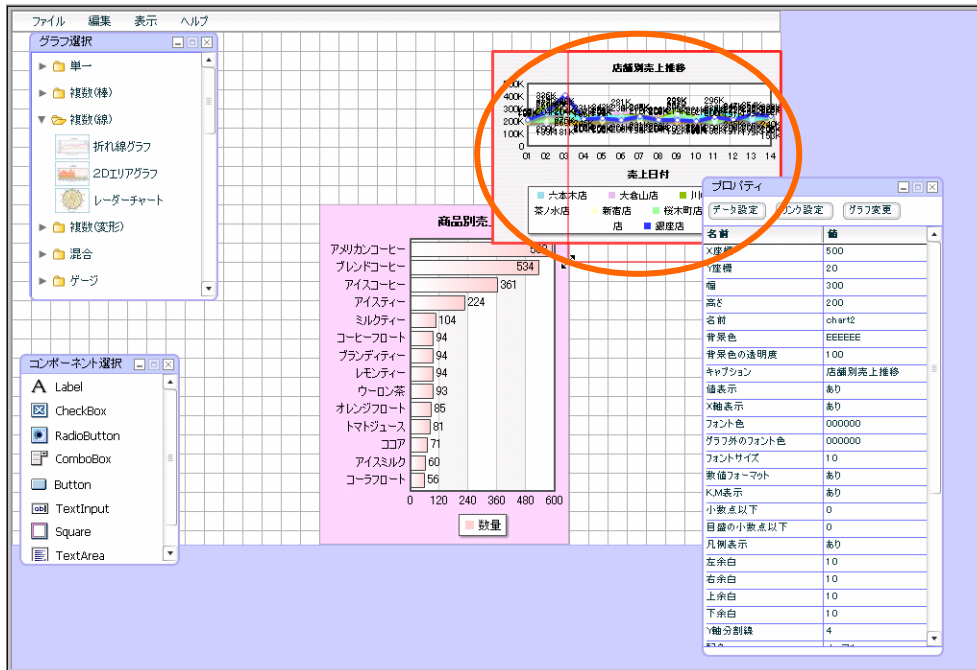 ファイル 編集 表示 ヘルプ
グラフ選択
単一
複数(棒)
複数(線)
折れ線グラフ
2Dエリアグラフ
レーダーチャート
複数(変形)
混合
ゲージ
コンポーネント選択
Label
CheckBox
RadioButton
ComboBox
Button
TextInput
Square
TextArea
店舗別売上推移
400K
300K
200K
100K
0
01 02 03 04 05 06 07 08 09 10 11 12 13 14
売上日付
六本木店 大倉山店
茶ノ水店 新宿店 桜木町店
店 銀座店
商品別売
アメリカンコーヒー
ブレンドコーヒー 534
アイスコーヒー 361
アイスティー 224
ミルクティー 104
コーヒーフロート 94
ブランディティー 94
レモンティー 94
ウーロン茶 93
オレンジフロート 85
トマトジュース 81
ココア 71
アイスミルク 60
コーラフロート 56
0 120 240 360 480 600
数量
プロパティ
データ設定 リンク設定 グラフ変更
名前 値
X座標 500
Y座標 20
幅 300
高さ 200
名前 chart2
背景色 EEEEEE
背景色の透明度 100
キャプション 店舗別売上推移
値表示 あり
X軸表示 あり
フォント色 000000
グラフ外のフォント色 000000
フォントサイズ 10
数値フォーマット あり
K,M表示 あり
小数点以下 0
目盛の小数点以下 0
凡例表示 あり
左余白 10
右余白 10
上余白 10
下余白 10
Y軸分割線 4